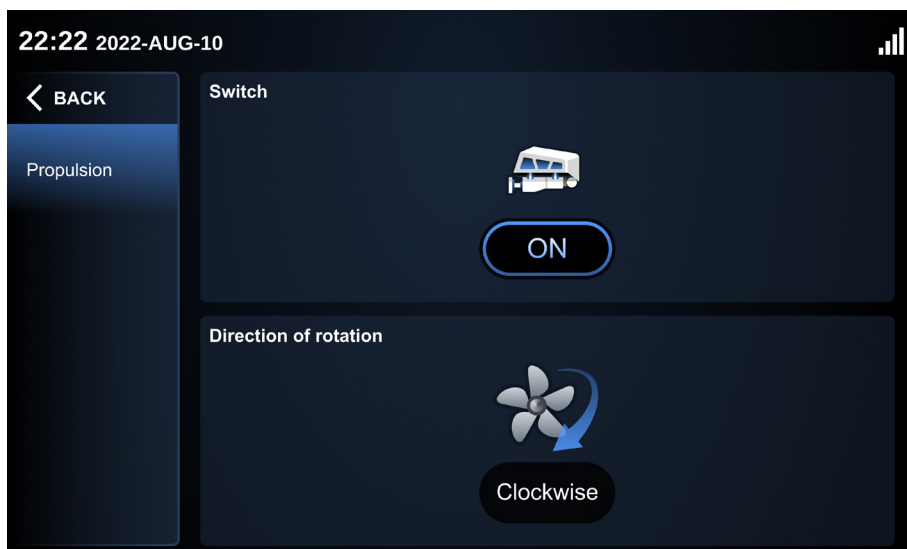 22:22 2022-AUG-10
BACK
Switch
Propulsion
ON
Direction of rotation
Clockwise